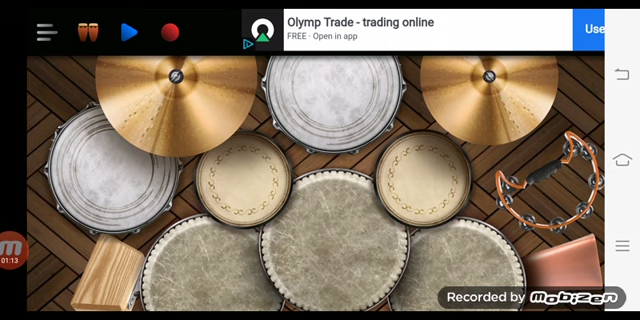 Olymp Trade - trading online
FREE · Open in app
Use
01:13
Recorded by Mobizen